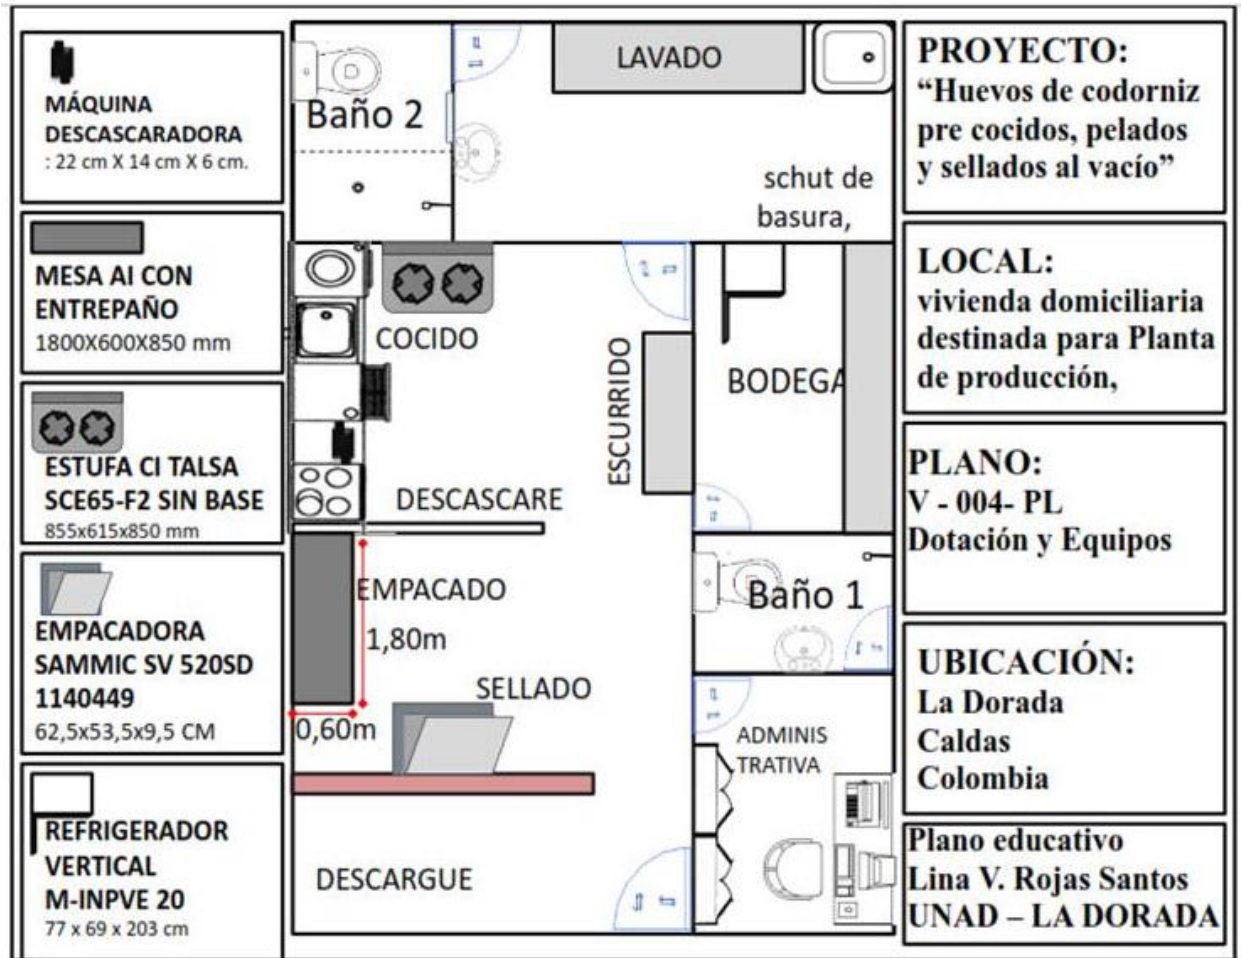 MÁQUINA
DESCASCARADORA
: 22 cm X 14 cm X 6 cm.
MESA AI CON
ENTREPAÑO
1800X600X850 mm
ESTUFA CI TALSA
SCE65-F2 SIN BASE
855x615x850 mm
EMPACADORA
SAMMIC SV 520SD
1140449
62,5x53,5x9,5 CM
REFRIGERADOR
VERTICAL
M-INPVE 20
77 x 69 x 203 cm
LAVADO
Baño 2
schut de
basura,
COCIDO
ESCURRIDO
BODEGA
DESCASCARE
EMPACADO
1,80m
Baño 1
SELLADO
0,60m
ADMINIS
TRATIVA
DESCARGUE
PROYECTO:
“Huevos de codorniz
pre cocidos, pelados
y sellados al vacío”
LOCAL:
vivienda domiciliaria
destinada para Planta
de producción,
PLANO:
V - 004- PL
Dotación y Equipos
UBICACIÓN:
La Dorada
Caldas
Colombia
Plano educativo
Lina V. Rojas Santos
UNAD – LA DORADA